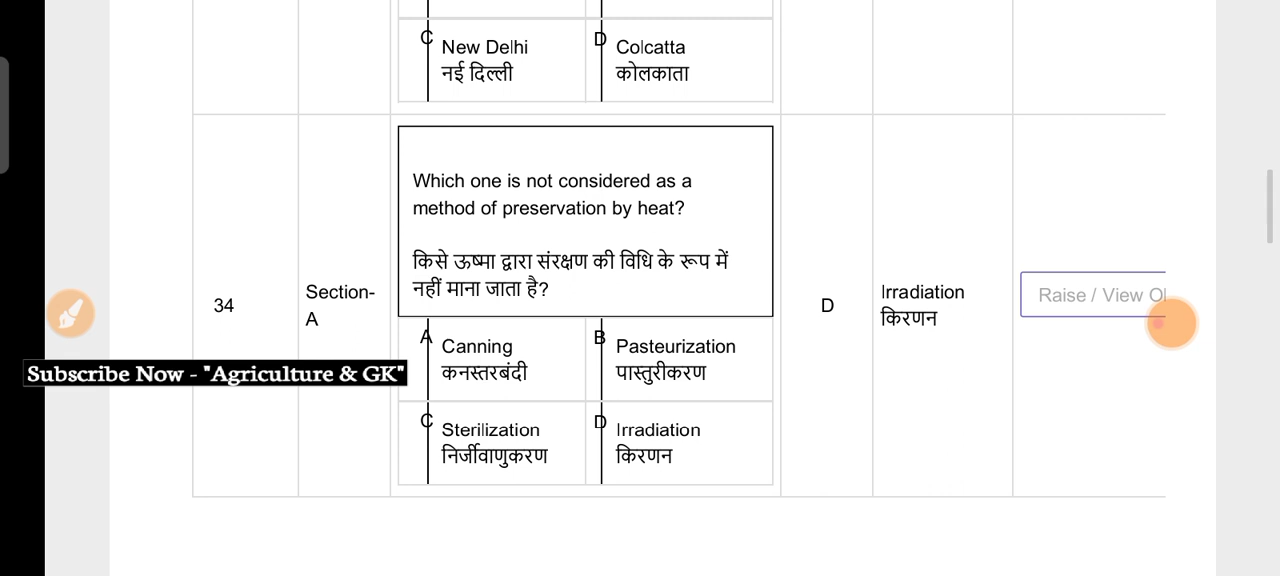 C
New Delhi
नई दिल्ली
D
Colcatta
कोलकाता
34
Section-
A
Which one is not considered as a
method of preservation by heat?
किसे ऊष्मा द्वारा संरक्षण की विधि के रूप में
नहीं माना जाता है?
A
Canning
कनस्तरबंदी
B
Pasteurization
पास्तुरीकरण
C
Sterilization
निर्जीवाणुकरण
D
Irradiation
किरणन
D
Irradiation
किरणन
Raise / View
Subscribe Now - "Agriculture & GK"